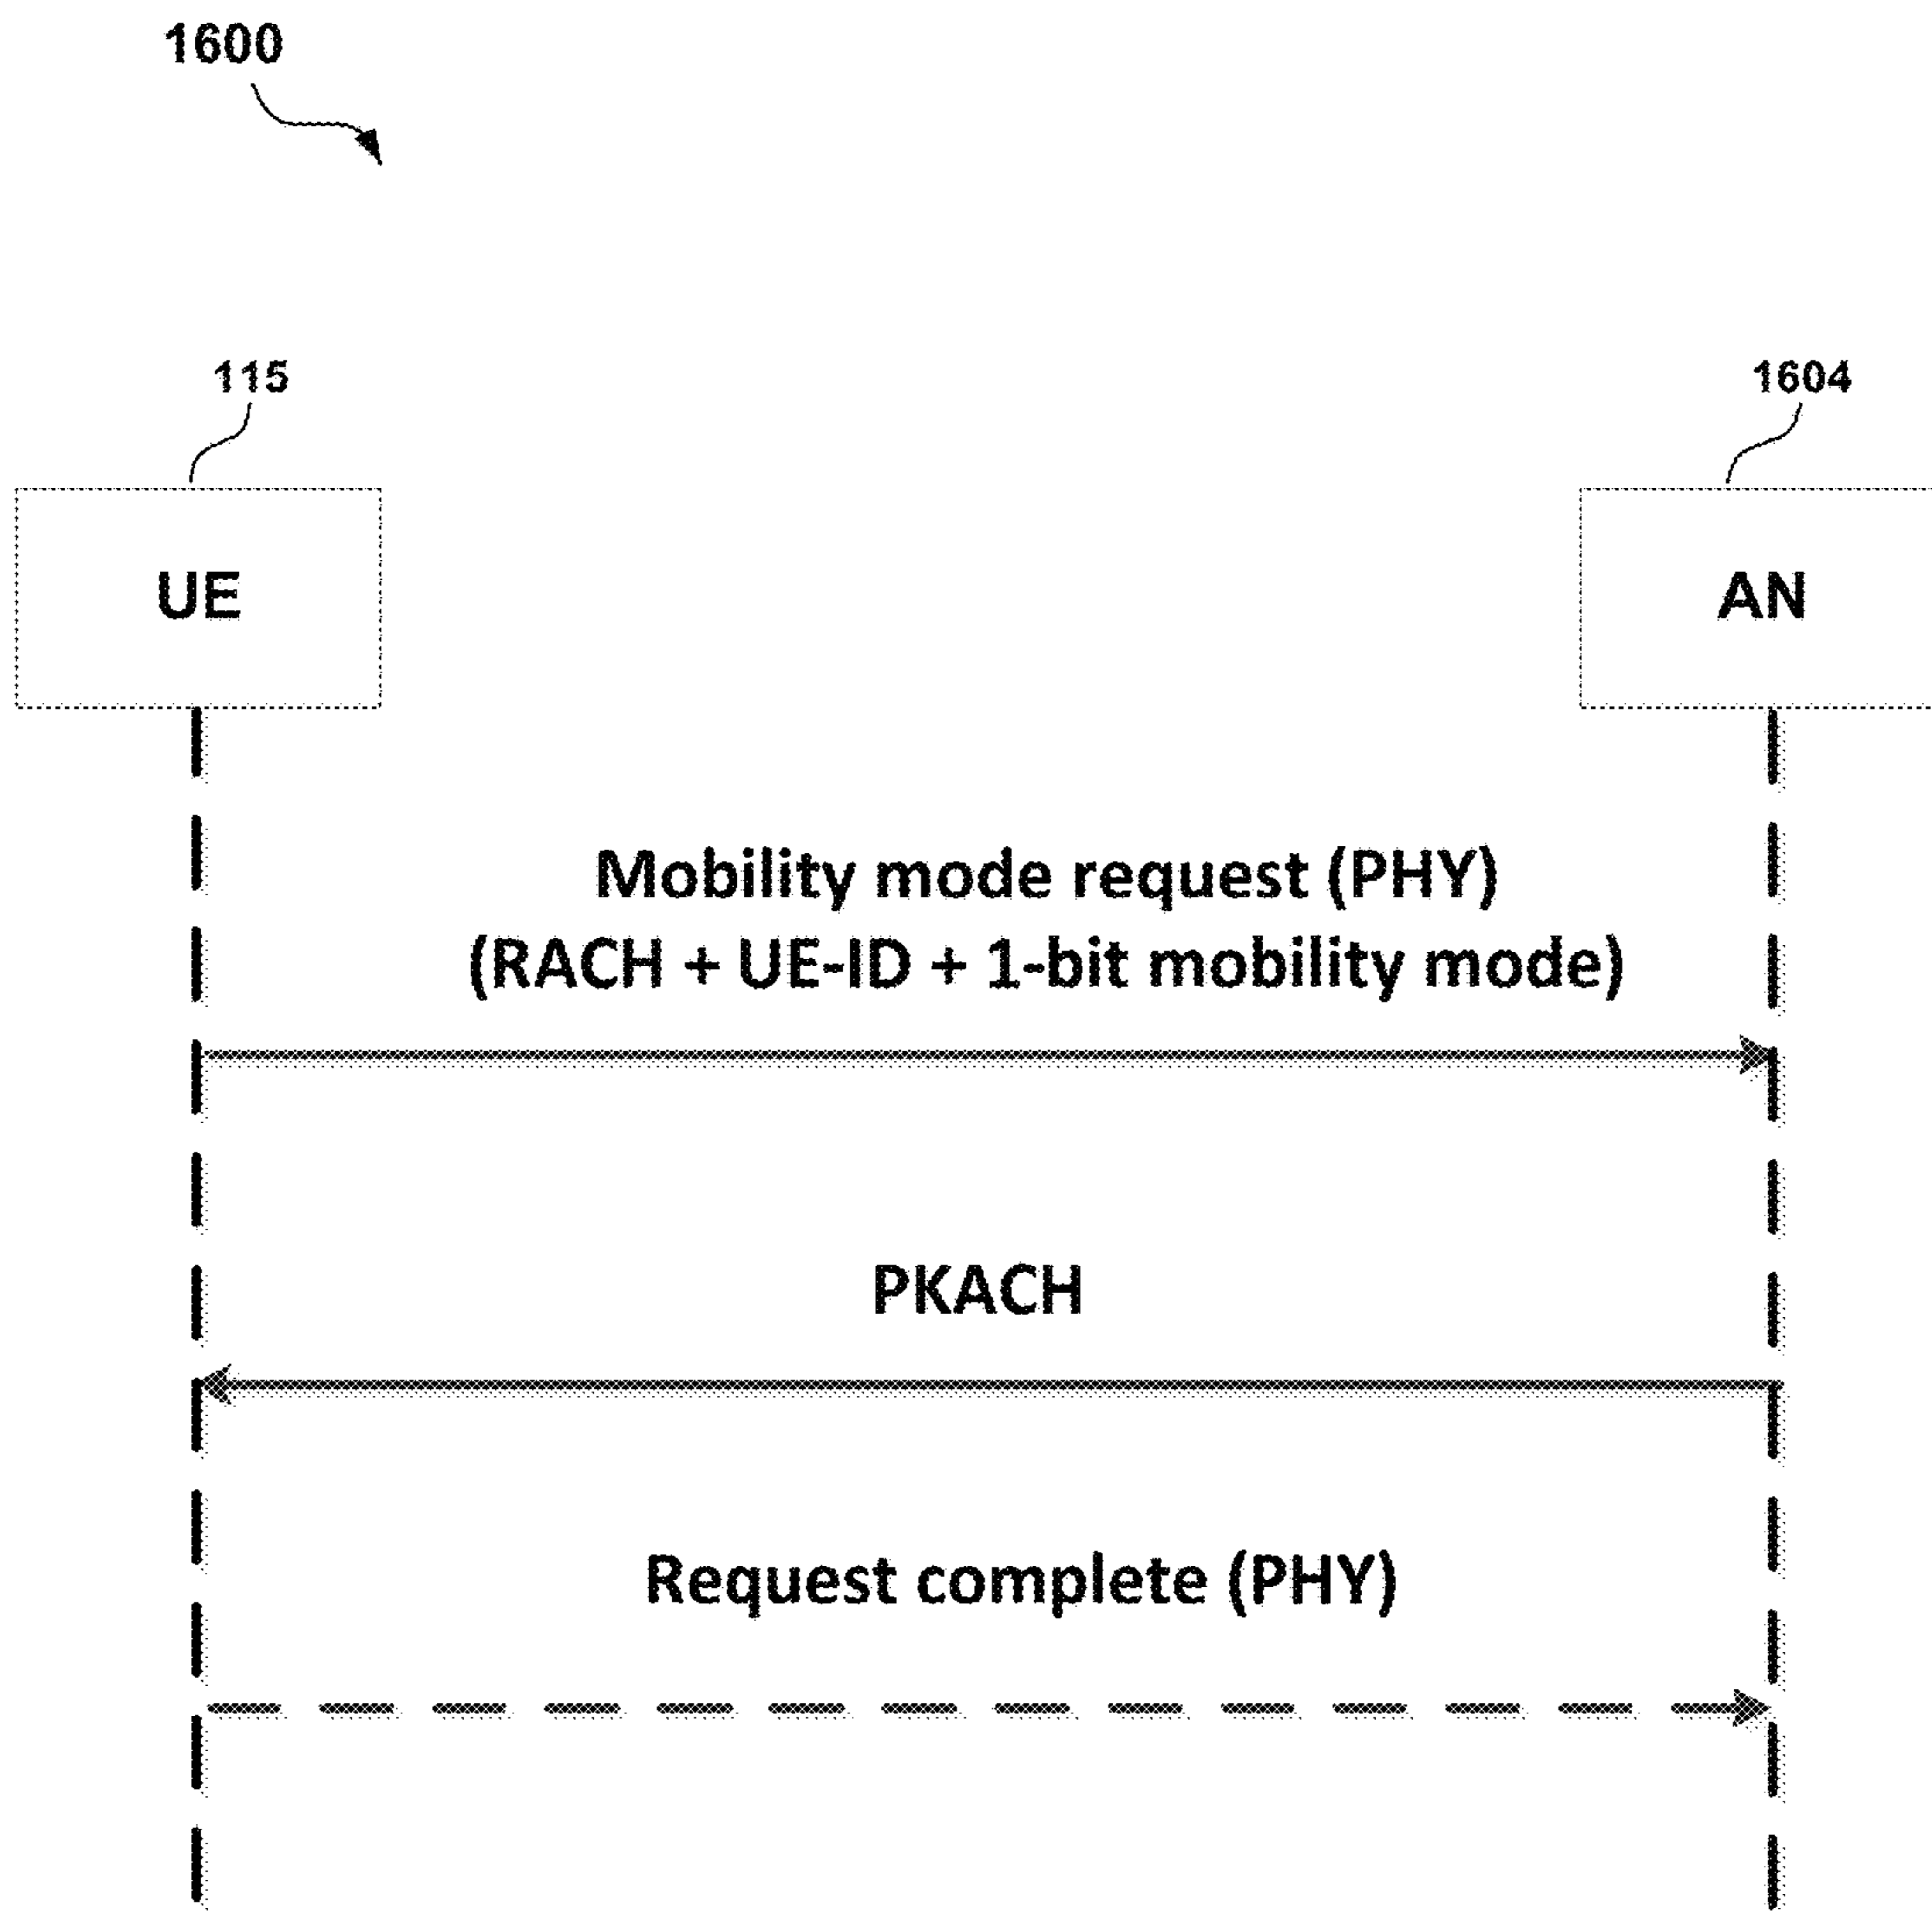 1600
115
1604
UE
AN
Mobility mode request (PHY)
(RACH + UE-ID + 1-bit mobility mode)
PKACH
Request complete (PHY)